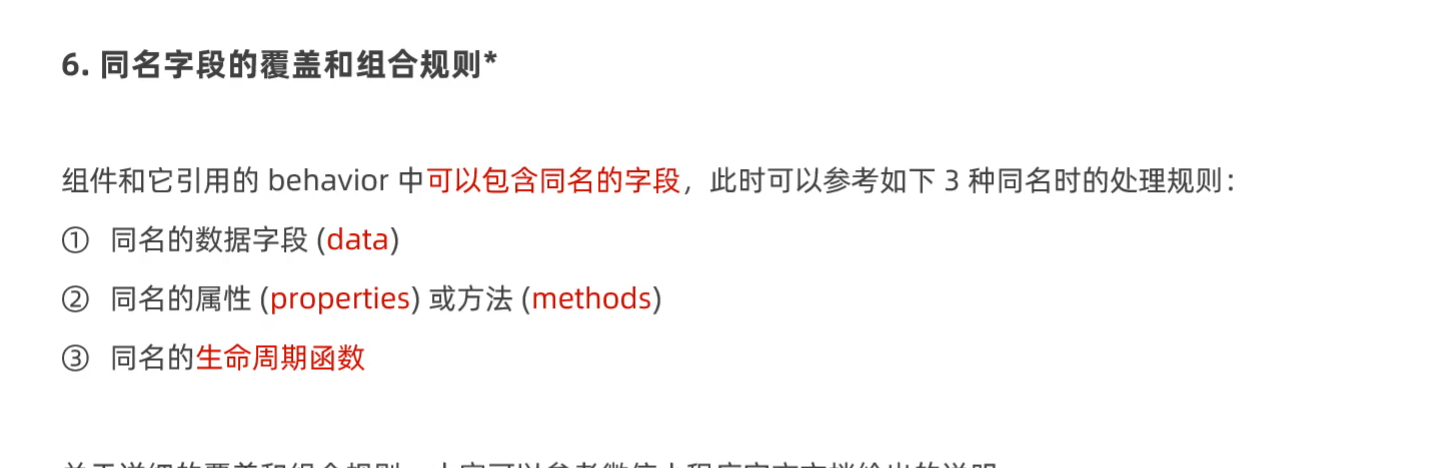 6. 同名字段的覆盖和组合规则*
组件和它引用的 behavior 中可以包含同名的字段，此时可以参考如下 3 种同名时的处理规则：
① 同名的数据字段 (data)
② 同名的属性 (properties) 或方法 (methods)
③ 同名的生命周期函数